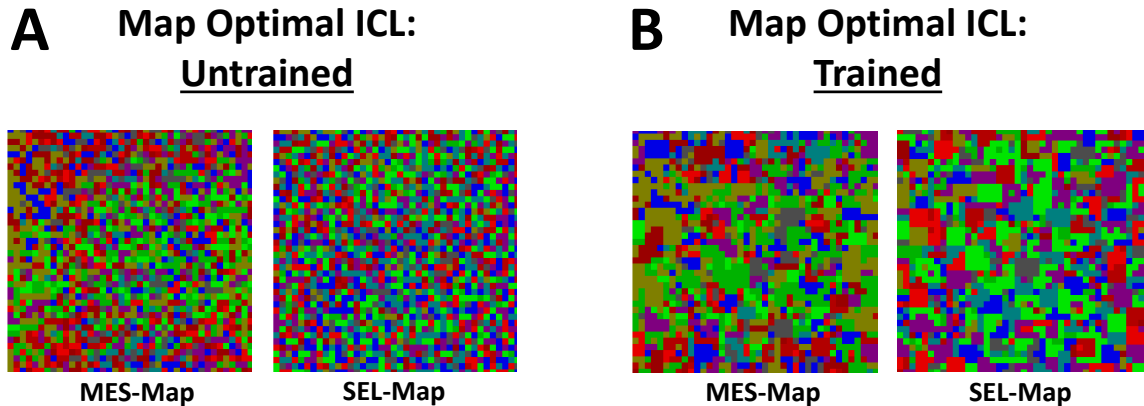 A
Map Optimal ICL:
Untrained
MES-Map
SEL-Map
B
Map Optimal ICL:
Trained
MES-Map
SEL-Map